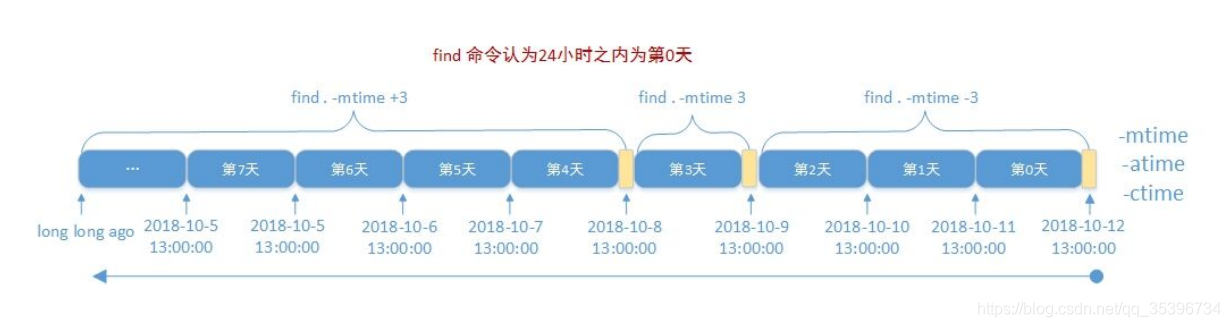 find 命令认为24小时之内为第0天
find . -mtime +3
find . -mtime 3
find . -mtime -3
...
第7天
第6天
第5天
第4天
第3天
第2天
第1天
第0天
-mtime
-atime
-ctime
long long ago
2018-10-5
13:00:00
2018-10-5
13:00:00
2018-10-6
13:00:00
2018-10-7
13:00:00
2018-10-8
13:00:00
2018-10-9
13:00:00
2018-10-10
13:00:00
2018-10-11
13:00:00
2018-10-12
13:00:00
https://blog.csdn.net/qq_35396734